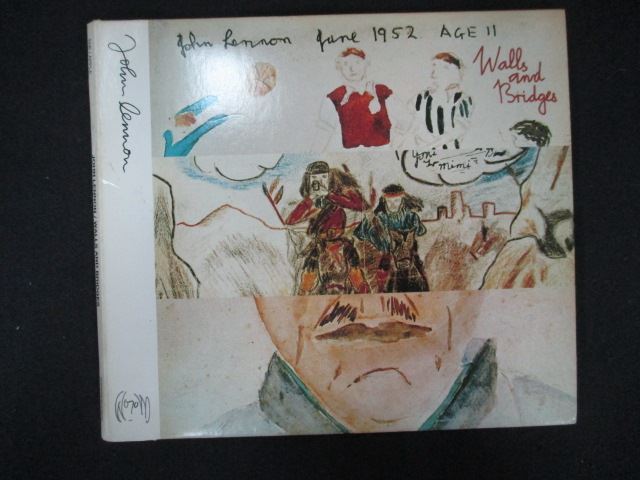 John Lennon June 1952 AGE 11
Walls
and
Bridges
John Lennon